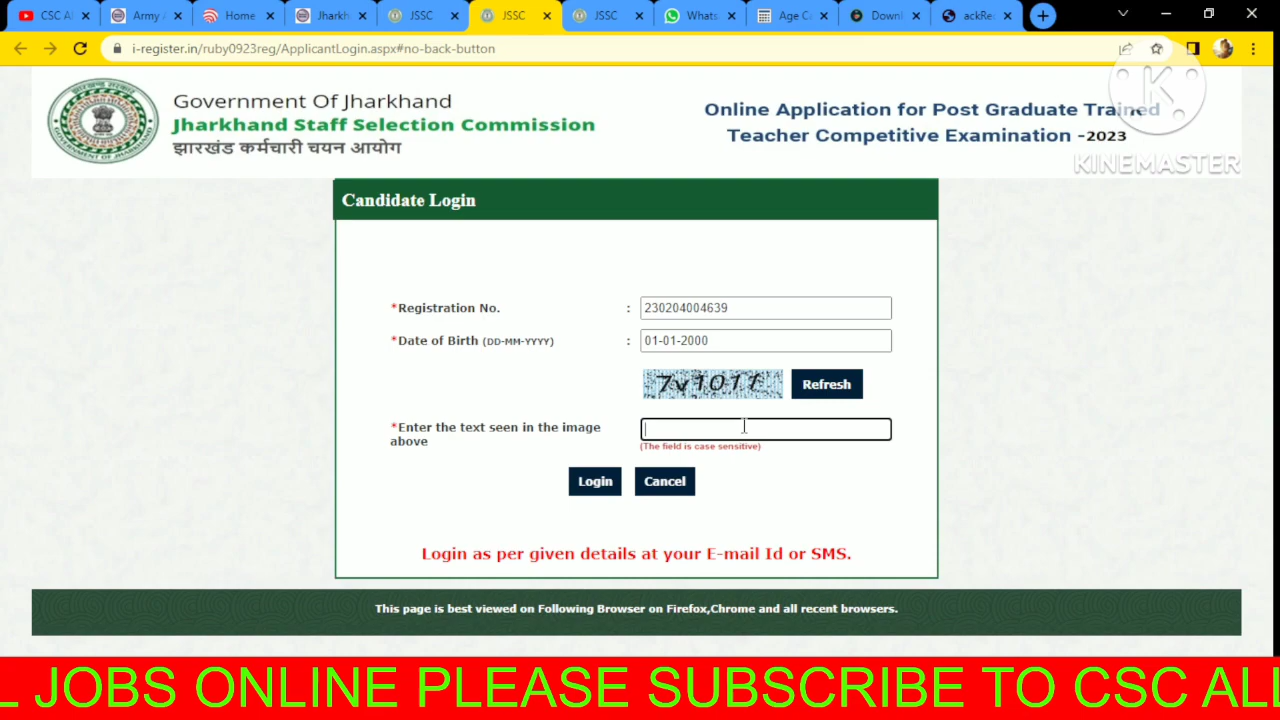 CSC Al
Army A
Home
Jharkh
JSSC
JSSC
JSSC
Whats
Age Ca
Downl
ackRe
i-register.in/ruby0923reg/ApplicantLogin.aspx#no-back-button
Government Of Jharkhand
Jharkhand Staff Selection Commission
झारखंड कर्मचारी चयन आयोग
Online Application for Post Graduate Trained
Teacher Competitive Examination -2023
K
KINEMASTER
Candidate Login
*Registration No. : 230204004639
*Date of Birth (DD-MM-YYYY) : 01-01-2000
7v101f Refresh
*Enter the text seen in the image
above
(The field is case sensitive)
Login Cancel
Login as per given details at your E-mail Id or SMS.
This page is best viewed on Following Browser on Firefox,Chrome and all recent browsers.
L JOBS ONLINE PLEASE SUBSCRIBE TO CSC ALL